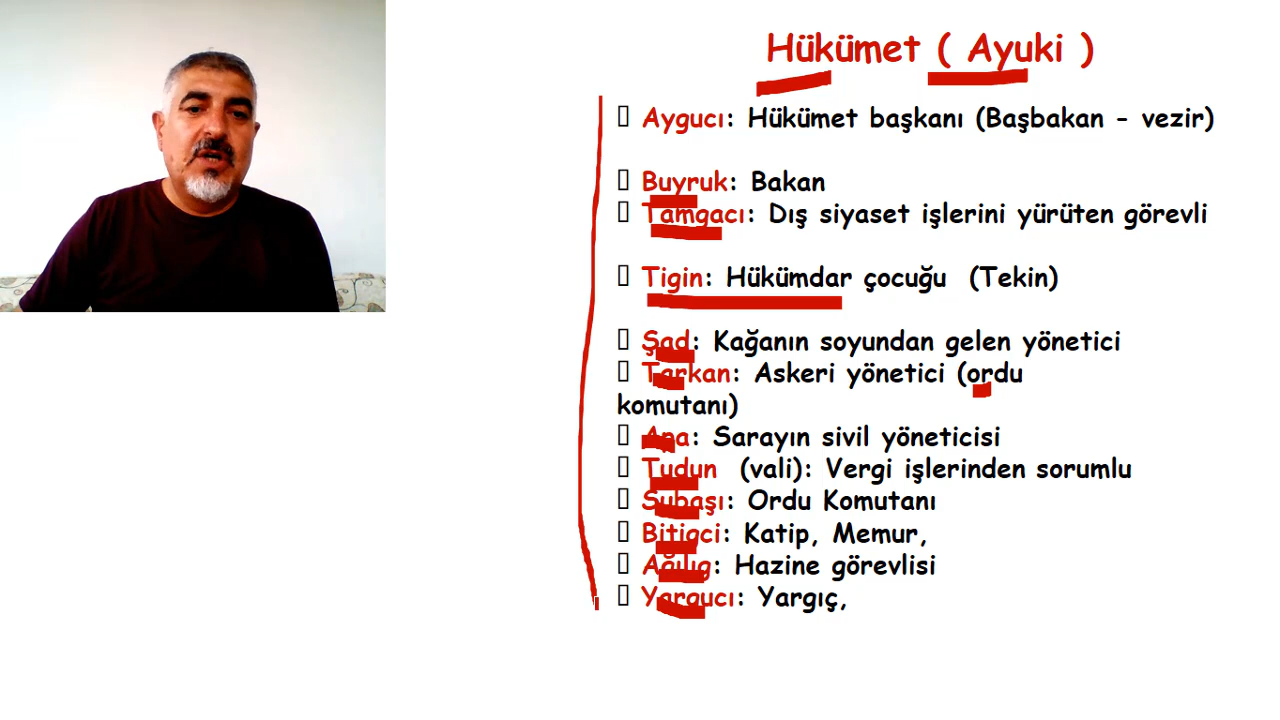 Hükümet ( Ayuki )
Aygucı: Hükümet başkanı (Başbakan - vezir)
Buyruk: Bakan
Tamgacı: Dış siyaset işlerini yürüten görevli
Tigin: Hükümdar çocuğu (Tekin)
Şad: Kağanın soyundan gelen yönetici
Tarkan: Askeri yönetici (ordu
komutanı)
Apa: Sarayın sivil yöneticisi
Tudun (vali): Vergi işlerinden sorumlu
Subaşı: Ordu Komutanı
Bitigci: Katip, Memur,
Ağılıg: Hazine görevlisi
Yargucı: Yargıç,